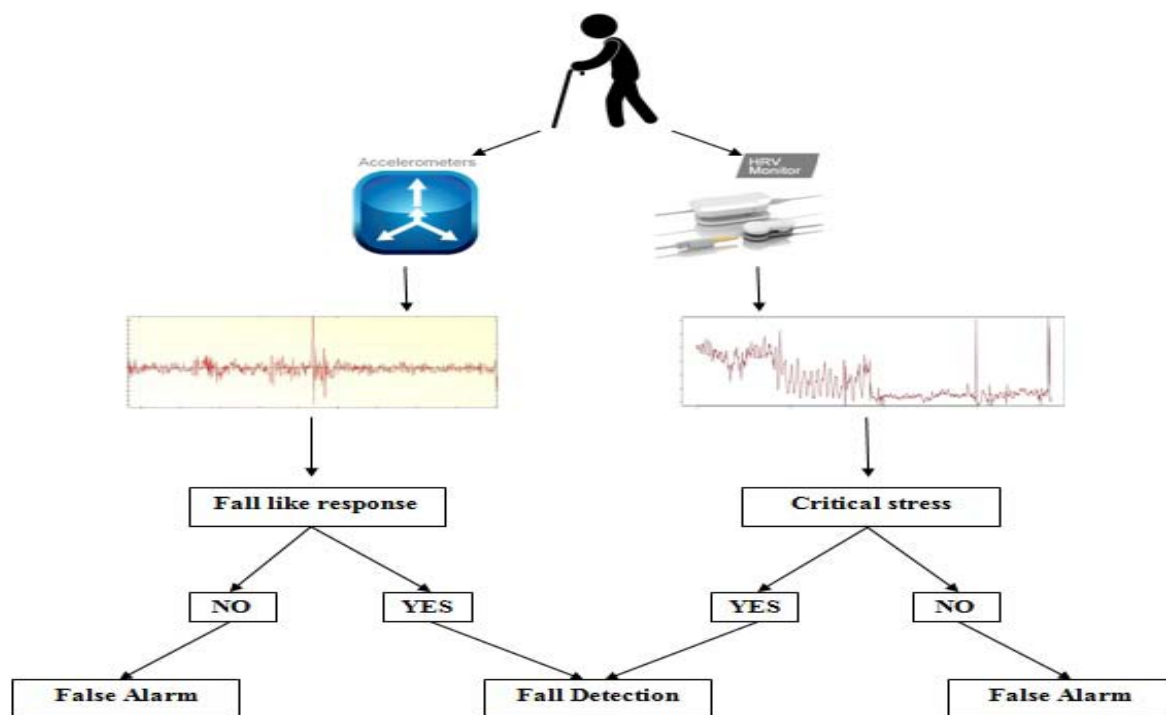 Accelerometers
HRV
Monitor
Fall like response
Critical stress
NO
YES
YES
NO
False Alarm
Fall Detection
False Alarm